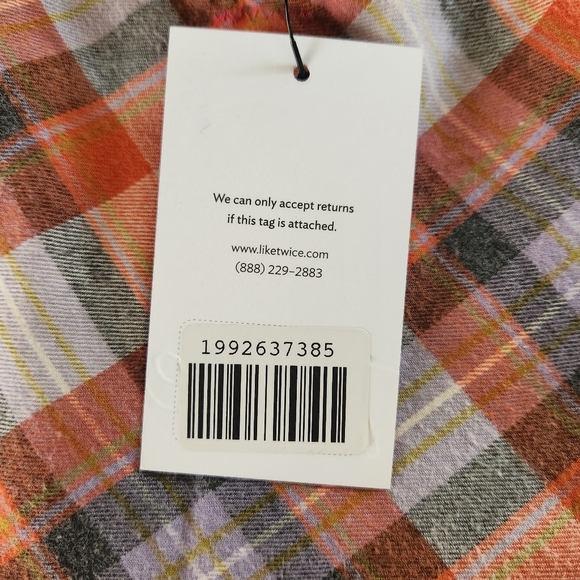 We can only accept returns
if this tag is attached.
www.liketwice.com
(888) 229-2883
1992637385